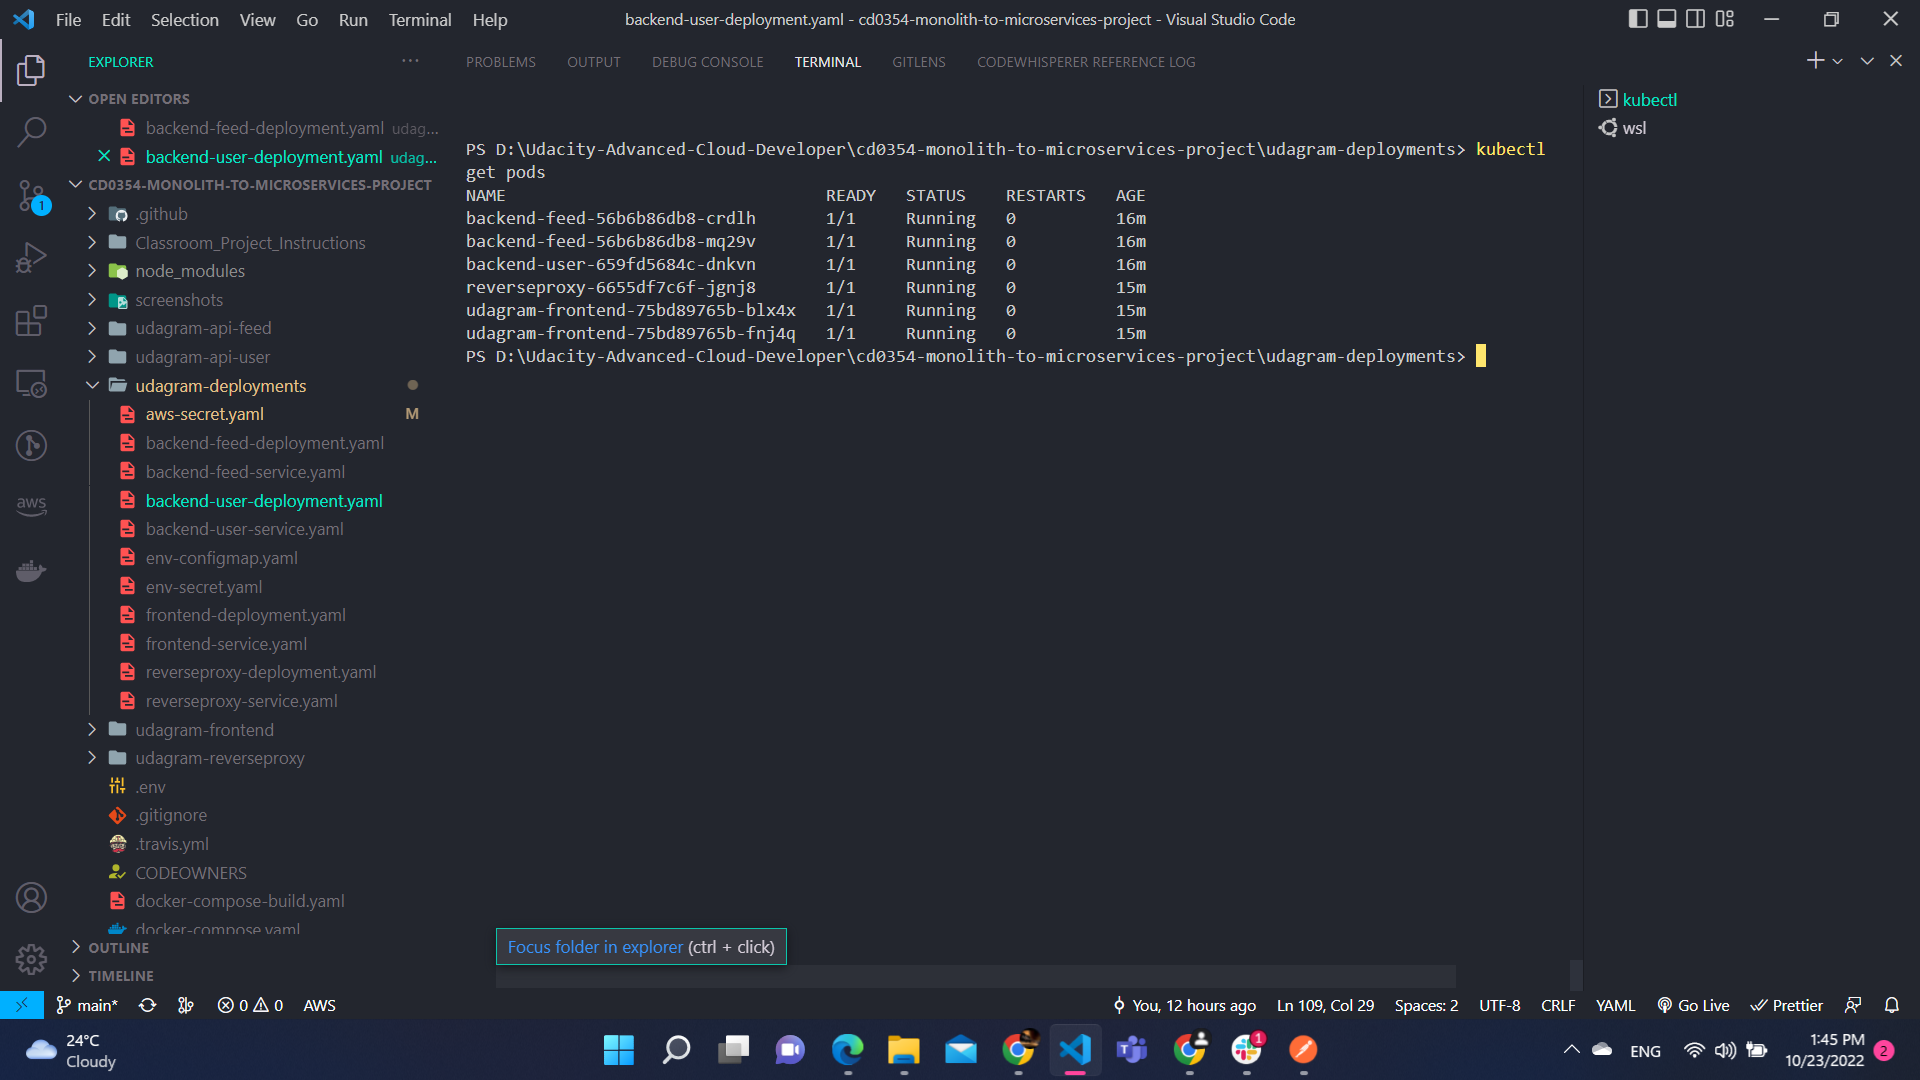 File Edit Selection View Go Run Terminal Help
backend-user-deployment.yaml - cd0354-monolith-to-microservices-project - Visual Studio Code
EXPLORER ...
OPEN EDITORS
backend-feed-deployment.yaml udag...
backend-user-deployment.yaml udag...
CD0354-MONOLITH-TO-MICROSERVICES-PROJECT
.github
Classroom_Project_Instructions
node_modules
screenshots
udagram-api-feed
udagram-api-user
udagram-deployments
aws-secret.yaml M
backend-feed-deployment.yaml
backend-feed-service.yaml
backend-user-deployment.yaml
backend-user-service.yaml
env-configmap.yaml
env-secret.yaml
frontend-deployment.yaml
frontend-service.yaml
reverseproxy-deployment.yaml
reverseproxy-service.yaml
udagram-frontend
udagram-reverseproxy
.env
.gitignore
.travis.yml
CODEOWNERS
docker-compose-build.yaml
docker-compose.yaml
OUTLINE
TIMELINE
1
aws
PROBLEMS OUTPUT DEBUG CONSOLE TERMINAL GITLENS CODEWHISPERER REFERENCE LOG
PS D:\Udacity-Advanced-Cloud-Developer\cd0354-monolith-to-microservices-project\udagram-deployments> kubectl
get pods
NAME READY STATUS RESTARTS AGE
backend-feed-56b6b86db8-crdlh 1/1 Running 0 16m
backend-feed-56b6b86db8-mq29v 1/1 Running 0 16m
backend-user-659fd5684c-dnkvn 1/1 Running 0 16m
reverseproxy-6655df7c6f-jgnj8 1/1 Running 0 15m
udagram-frontend-75bd89765b-blx4x 1/1 Running 0 15m
udagram-frontend-75bd89765b-fnj4q 1/1 Running 0 15m
PS D:\Udacity-Advanced-Cloud-Developer\cd0354-monolith-to-microservices-project\udagram-deployments>
kubectl
wsl
Focus folder in explorer (ctrl + click)
main* 0 0 AWS
You, 12 hours ago Ln 109, Col 29 Spaces: 2 UTF-8 CRLF YAML Go Live Prettier
24°C
Cloudy
1
ENG
1:45 PM
10/23/2022
2